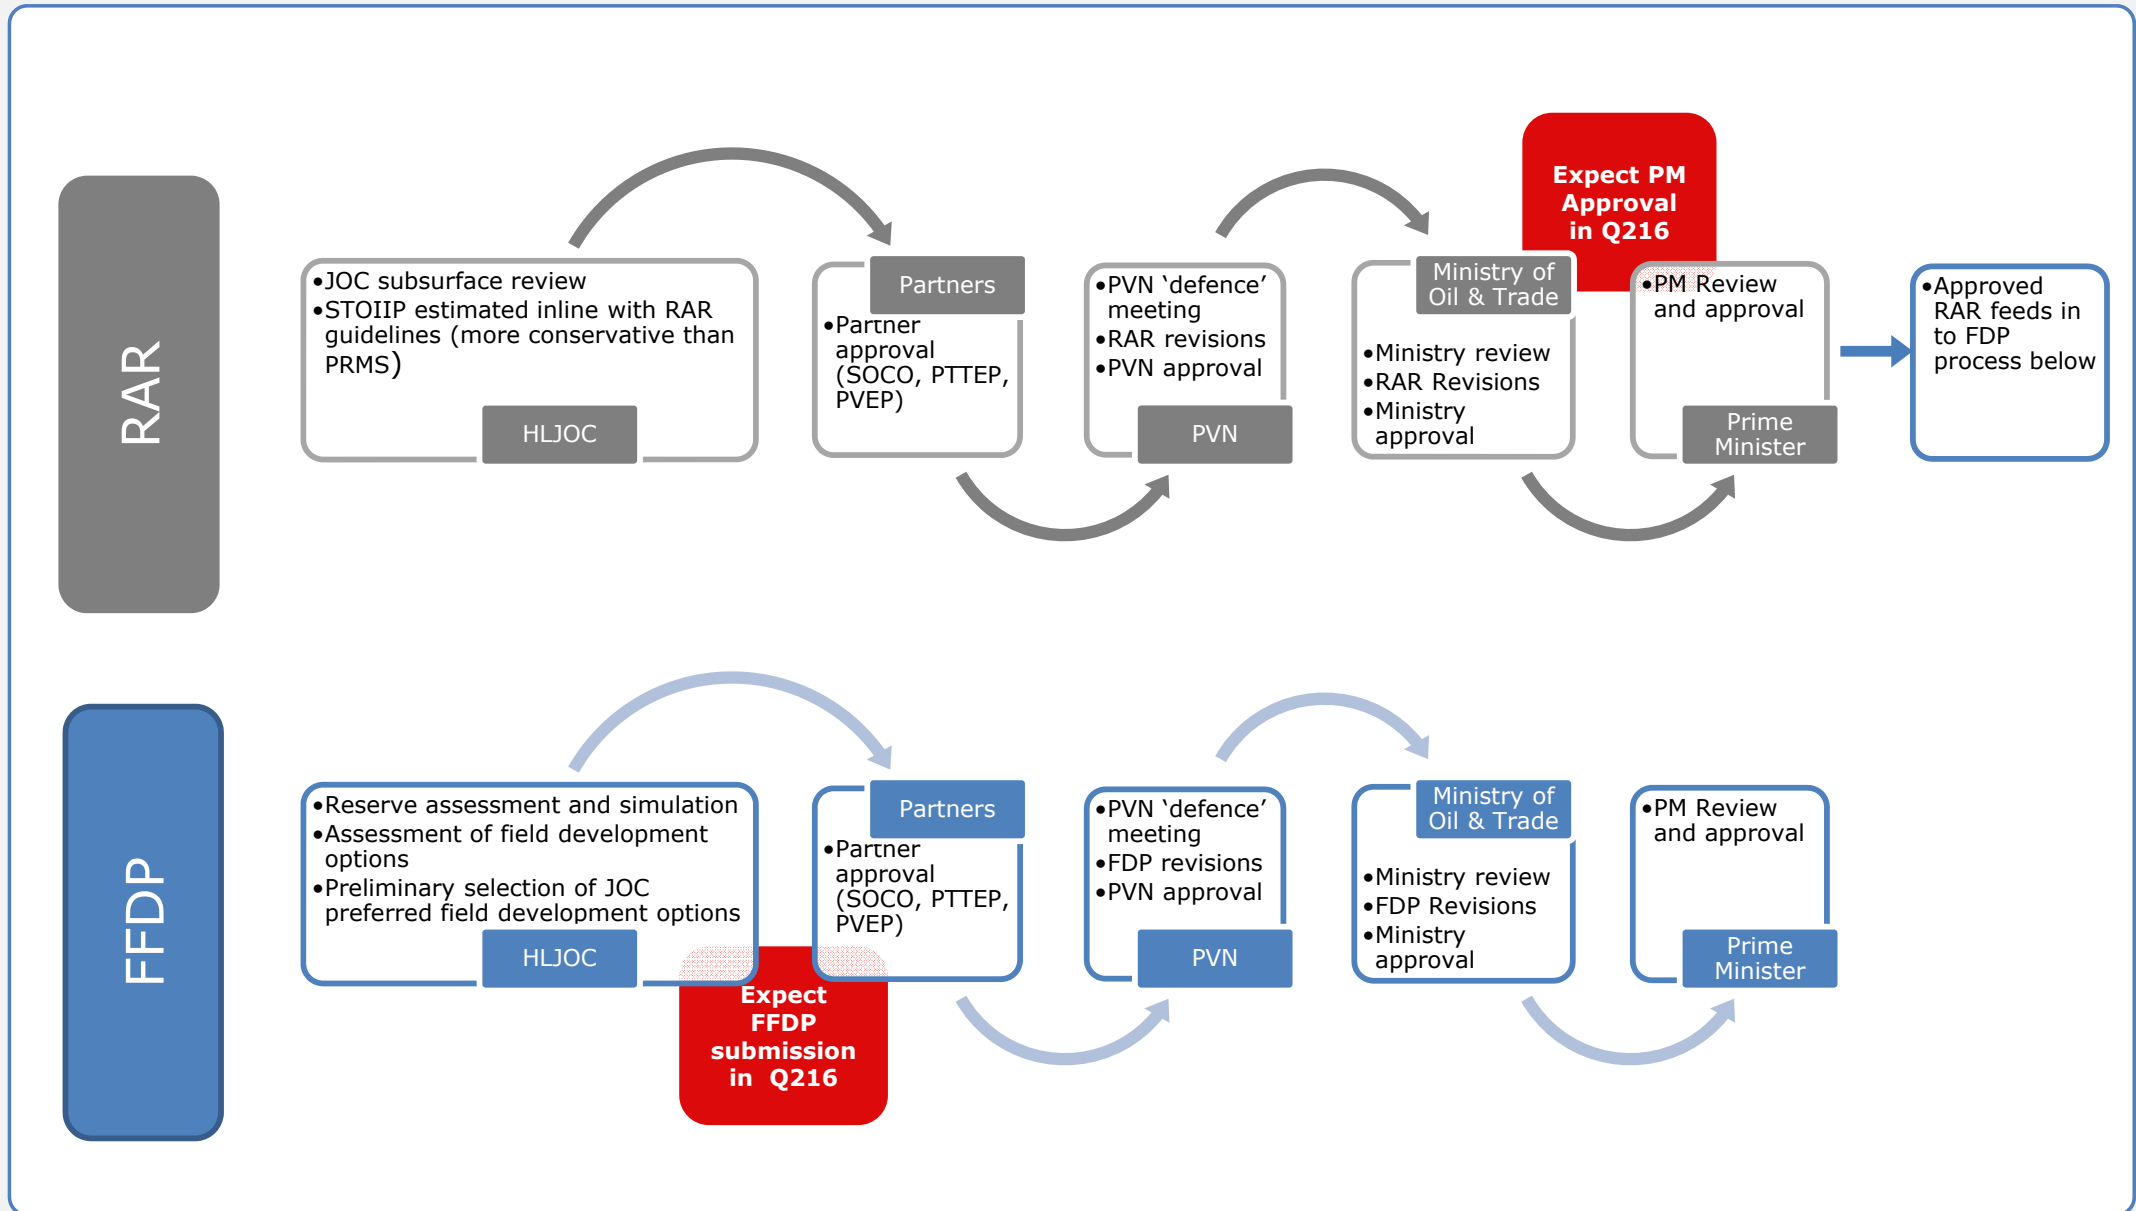 RAR
•JOC subsurface review
•STOIIP estimated inline with RAR
guidelines (more conservative than
PRMS)
HLJOC
Partners
•Partner
approval
(SOCO, PTTEP,
PVEP)
•PVN ‘defence’
meeting
•RAR revisions
•PVN approval
PVN
Ministry of
Oil & Trade
•Ministry review
•RAR Revisions
•Ministry
approval
Expect PM
Approval
in Q216
•PM Review
and approval
Prime
Minister
•Approved
RAR feeds in
to FDP
process below
FFDP
•Reserve assessment and simulation
•Assessment of field development
options
•Preliminary selection of JOC
preferred field development options
HLJOC
Expect
FFDP
submission
in Q216
Partners
•Partner
approval
(SOCO, PTTEP,
PVEP)
•PVN ‘defence’
meeting
•FDP revisions
•PVN approval
PVN
Ministry of
Oil & Trade
•Ministry review
•FDP Revisions
•Ministry
approval
•PM Review
and approval
Prime
Minister